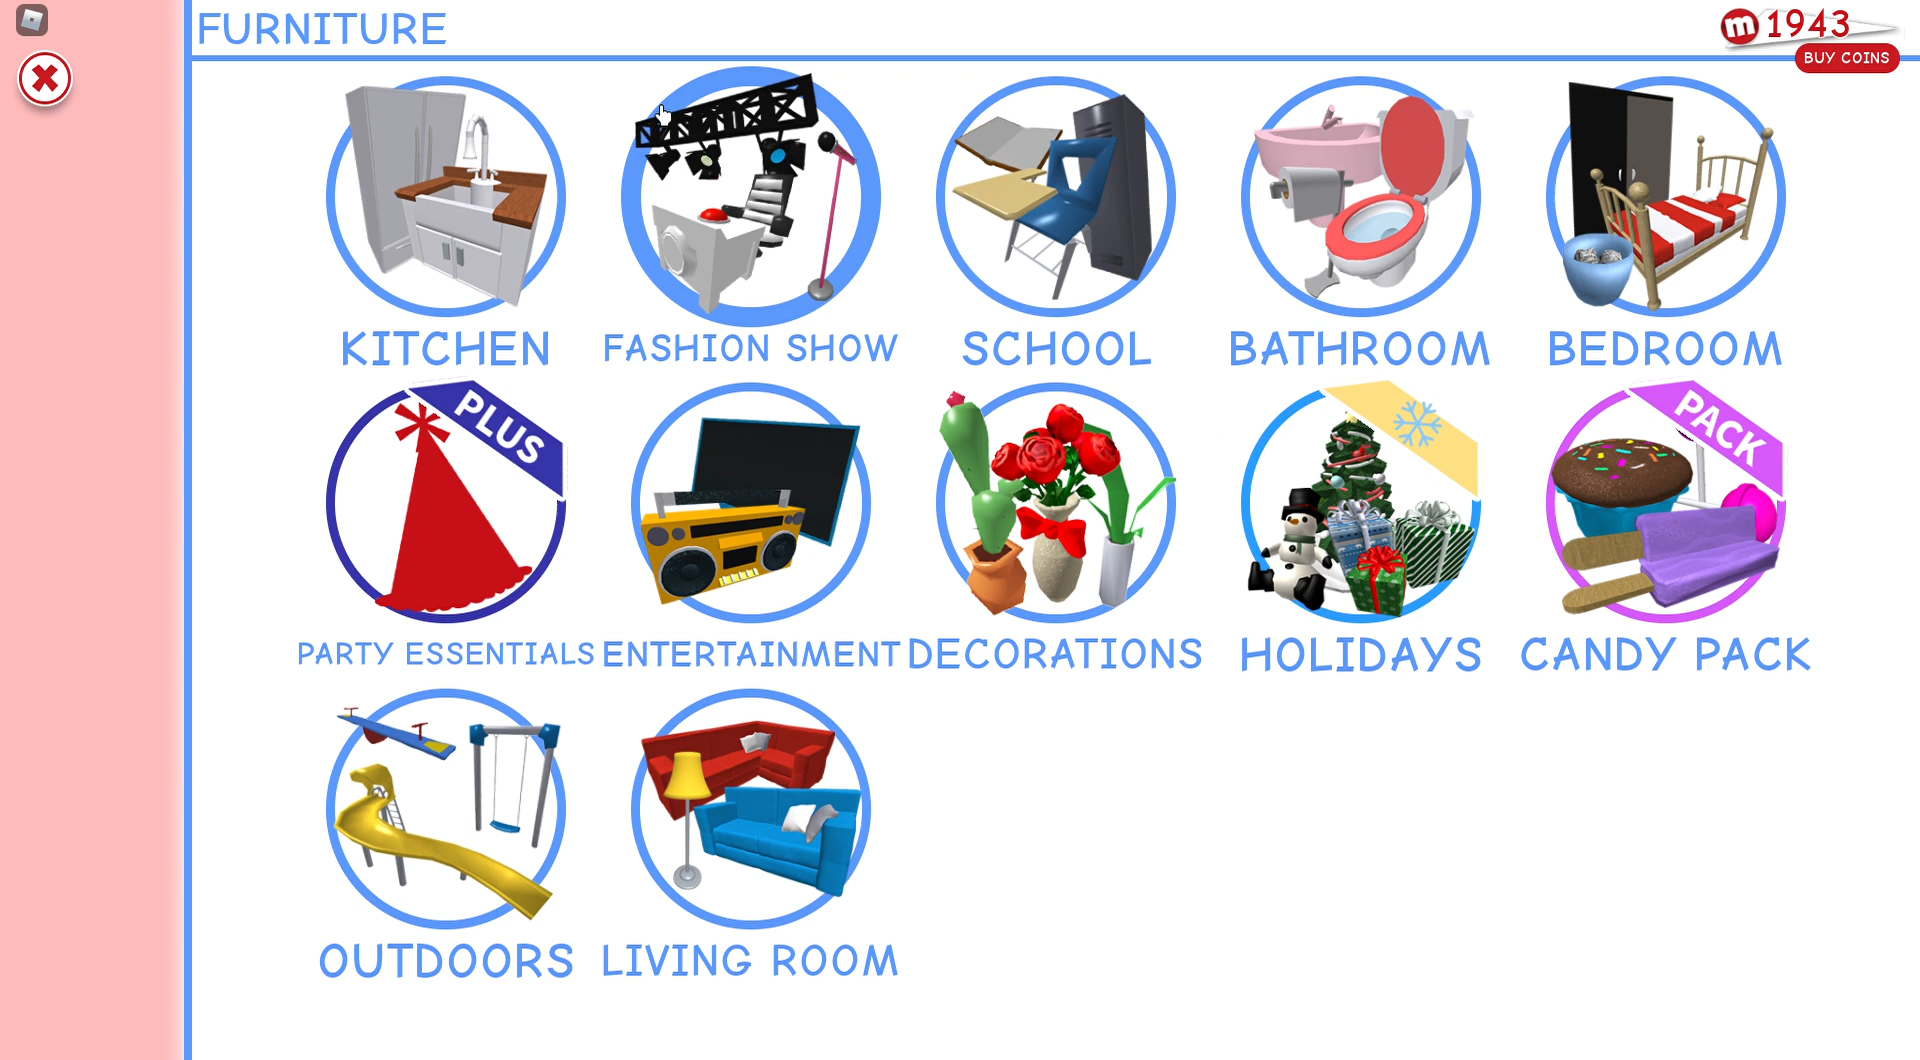 FURNITURE
m 1943
BUY COINS
KITCHEN
FASHION SHOW
SCHOOL
BATHROOM
BEDROOM
PLUS
PACK
PARTY ESSENTIALS
ENTERTAINMENT
DECORATIONS
HOLIDAYS
CANDY PACK
OUTDOORS
LIVING ROOM